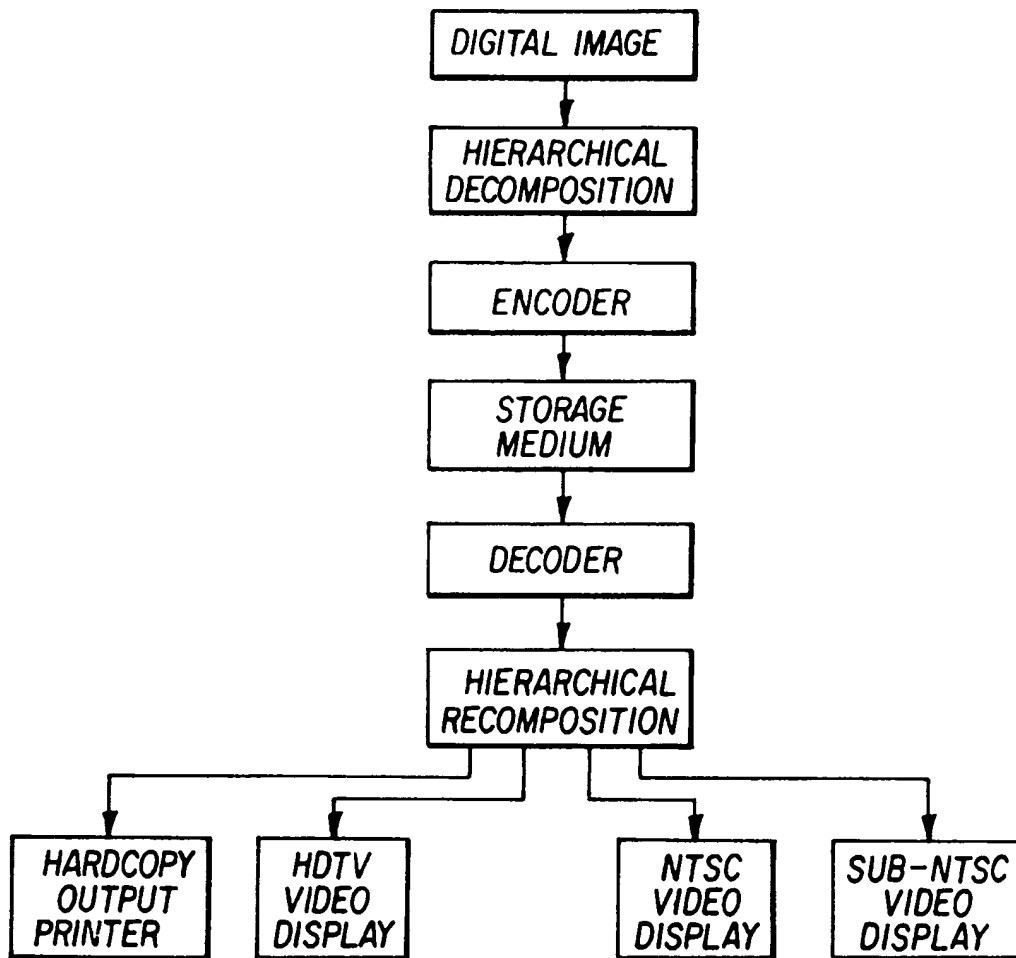 DIGITAL IMAGE
HIERARCHICAL
DECOMPOSITION
ENCODER
STORAGE
MEDIUM
DECODER
HIERARCHICAL
RECOMPOSITION
HARDCOPY
OUTPUT
PRINTER
HDTV
VIDEO
DISPLAY
NTSC
VIDEO
DISPLAY
SUB-NTSC
VIDEO
DISPLAY